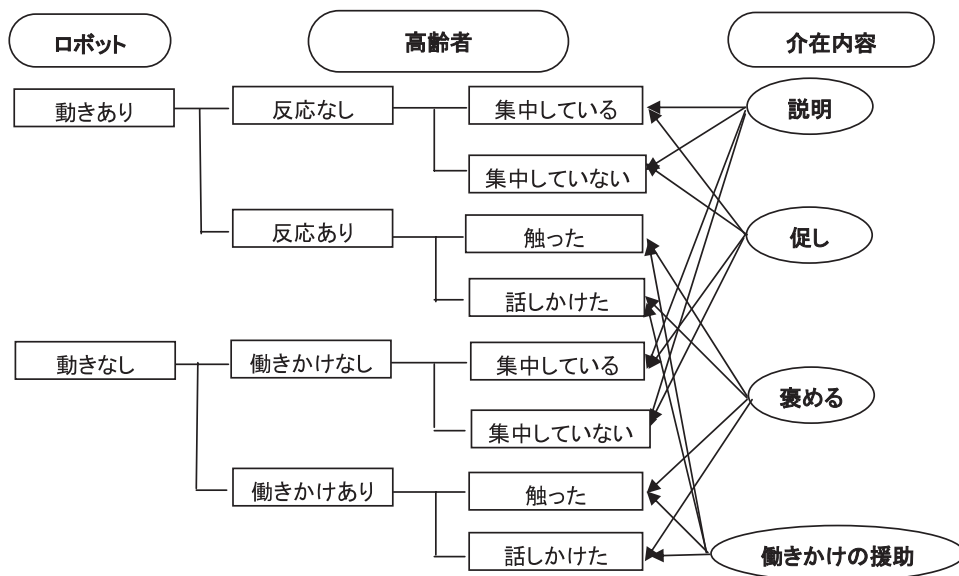 ロボット
高齢者
介在内容
動きあり
反応なし
集中している
説明
集中していない
反応あり
触った
促し
話しかけた
動きなし
働きかけなし
集中している
褒める
集中していない
働きかけあり
触った
話しかけた
働きかけの援助